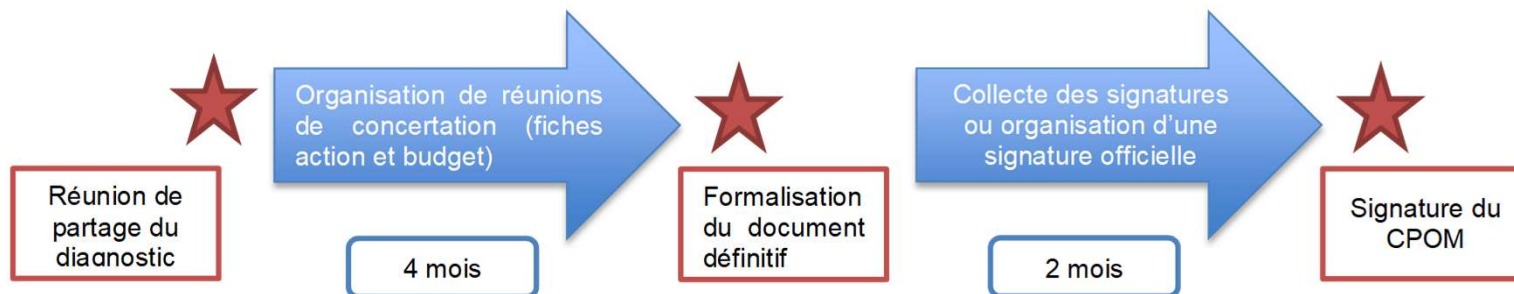 Réunion de
partage du
diagnostic
Organisation de réunions
de concertation (fiches
action et budget)
4 mois
Formalisation
du document
définitif
Collecte des signatures
ou organisation d'une
signature officielle
2 mois
Signature du
CPOM